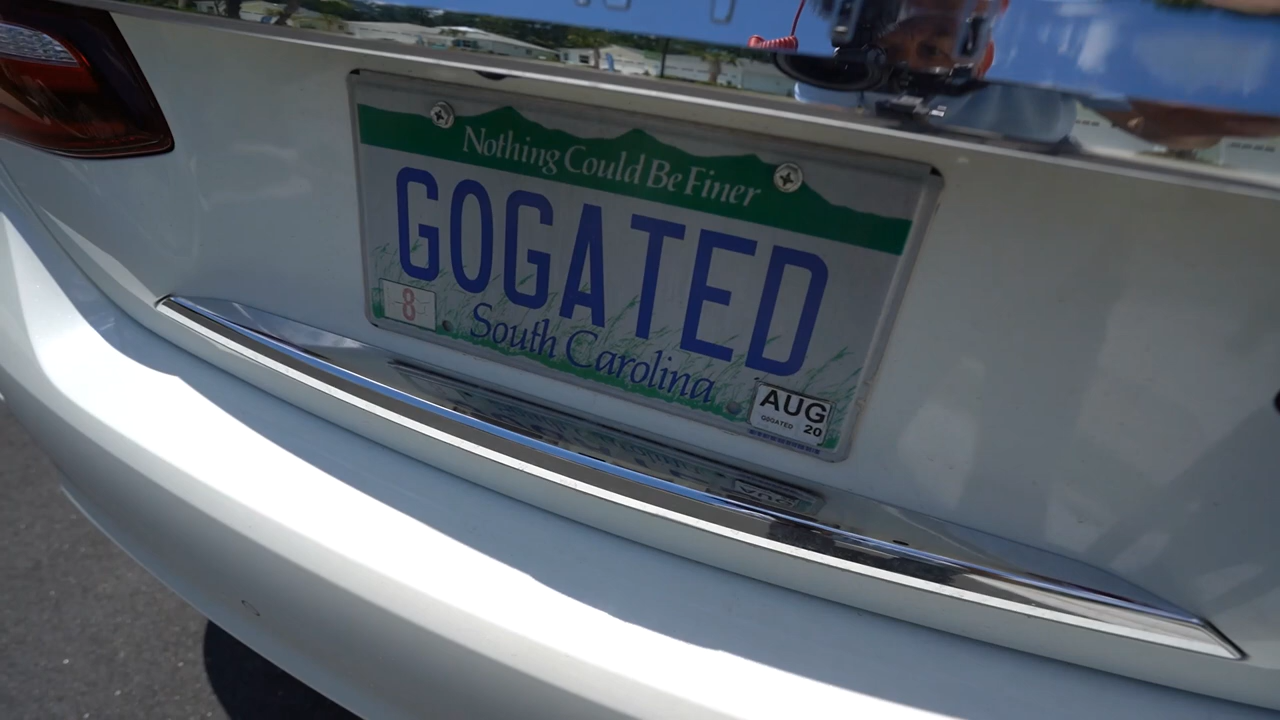 Nothing Could Be Finer
GOGATED
8
South Carolina
AUG
GOGATED 20